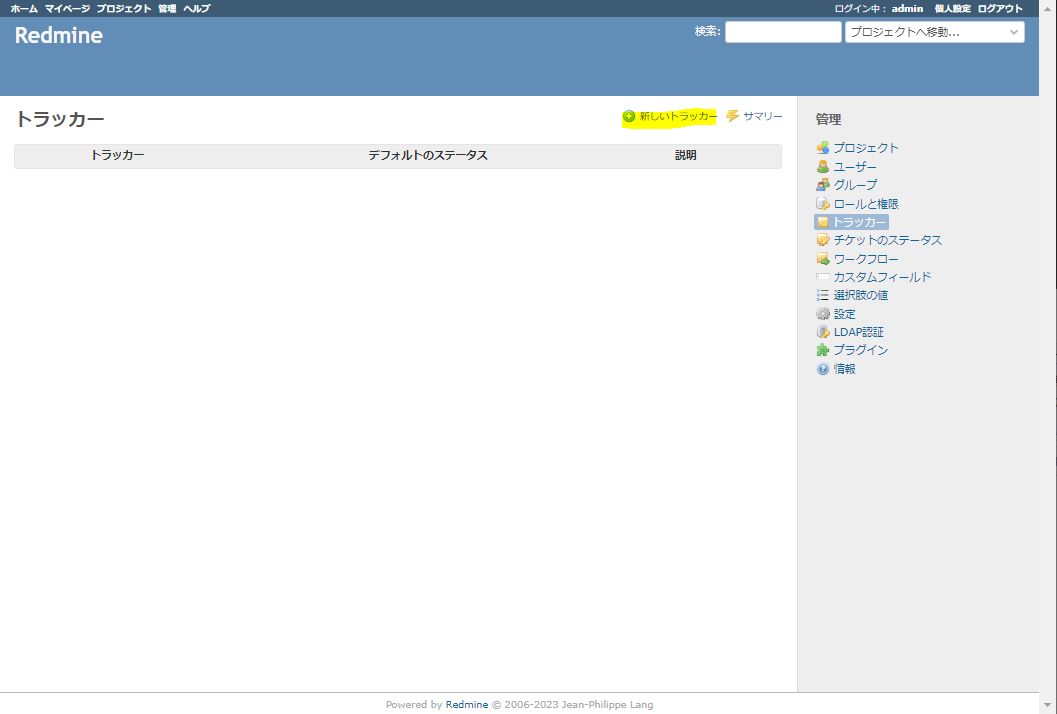 ホーム マイページ プロジェクト 管理 ヘルプ ログイン中： admin 個人設定 ログアウト
Redmine
検索: プロジェクトへ移動...
トラッカー
新しいトラッカー サマリー
トラッカー デフォルトのステータス 説明
管理
プロジェクト
ユーザー
グループ
ロールと権限
トラッカー
チケットのステータス
ワークフロー
カスタムフィールド
選択肢の値
設定
LDAP認証
プラグイン
情報
Powered by Redmine © 2006-2023 Jean-Philippe Lang